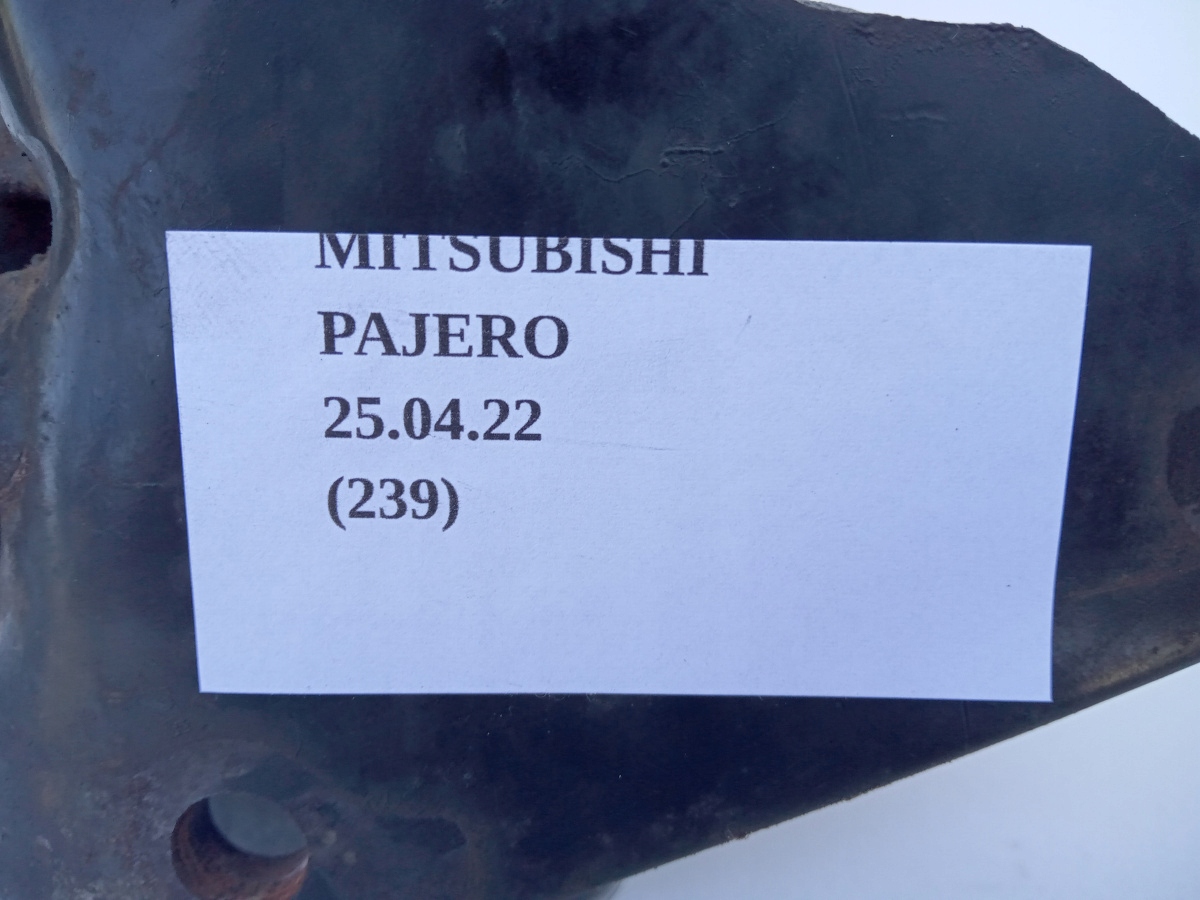 MITSUBISHI
PAJERO
25.04.22
(239)